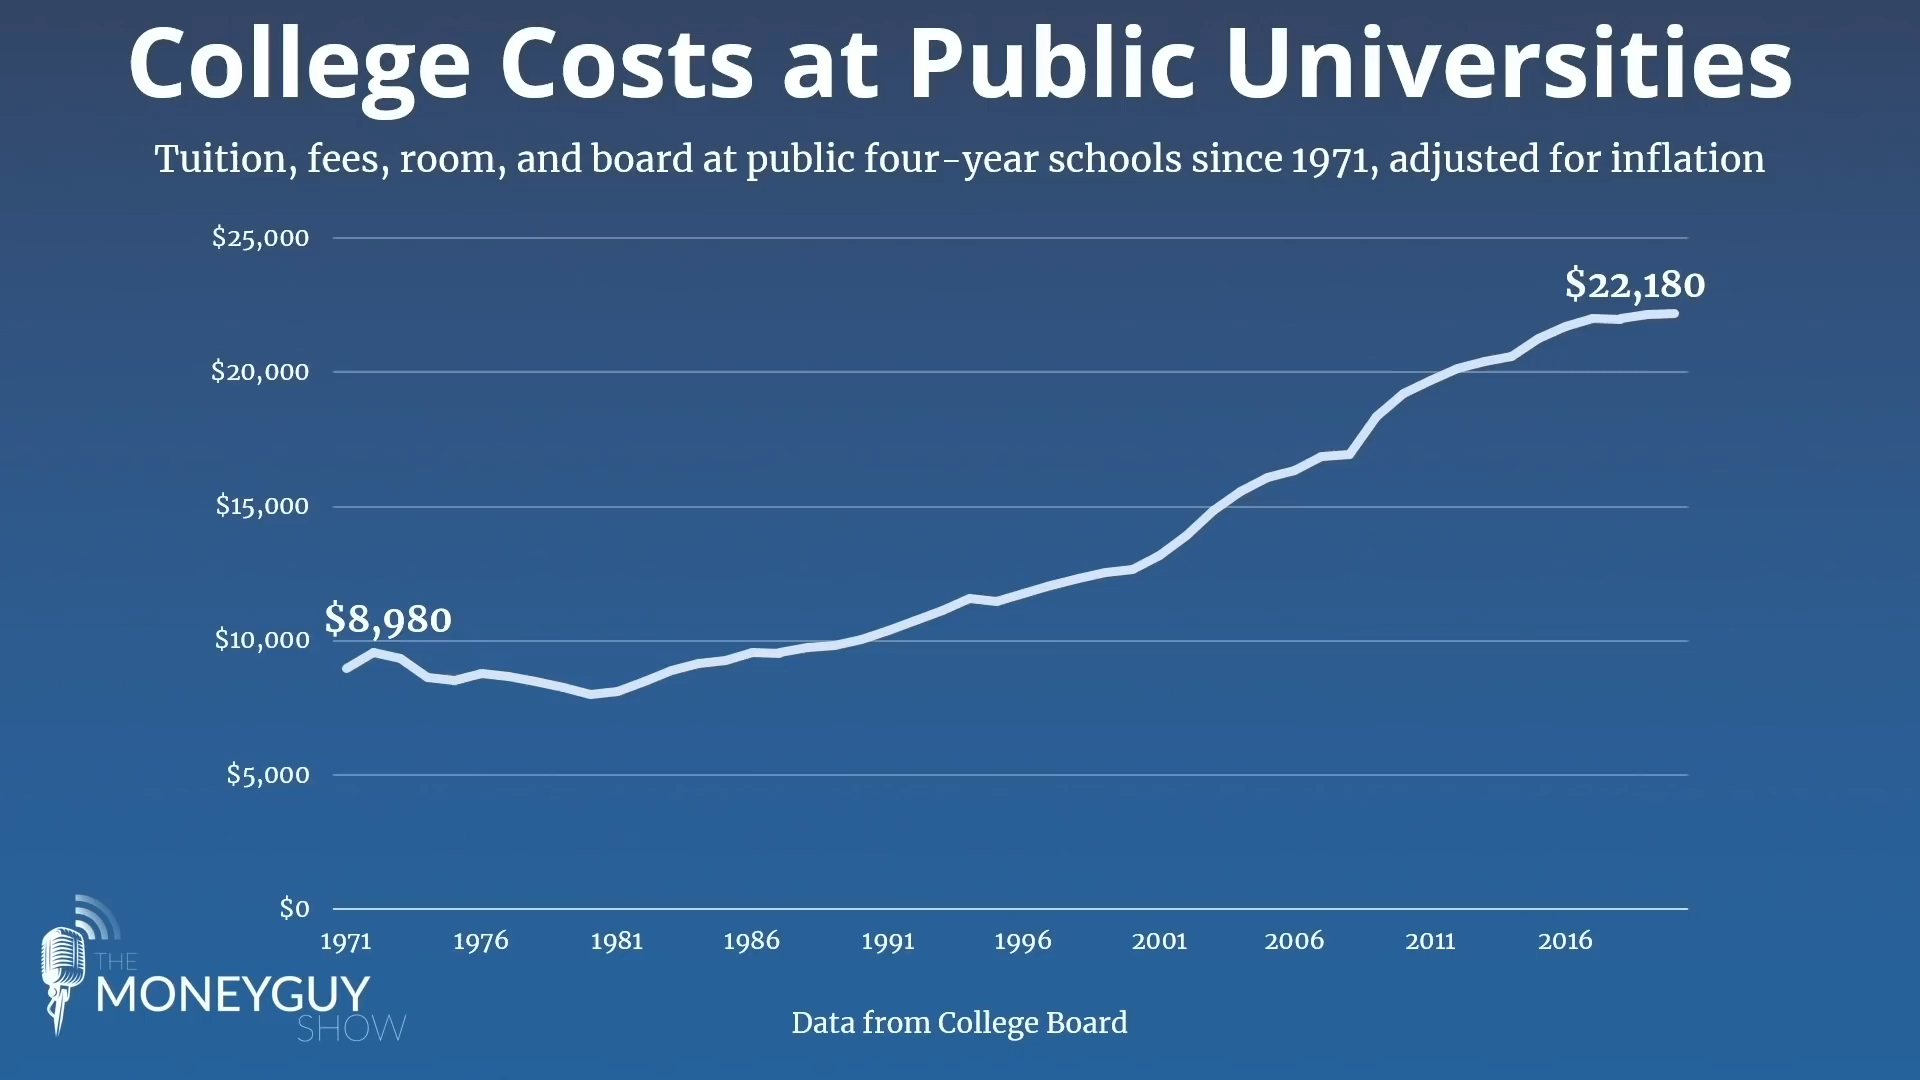 College Costs at Public Universities
Tuition, fees, room, and board at public four-year schools since 1971, adjusted for inflation
$25,000
$22,180
$20,000
$15,000
$8,980
$10,000
$5,000
$0
1971 1976 1981 1986 1991 1996 2001 2006 2011 2016
THE
MONEYGUY
SHOW
Data from College Board